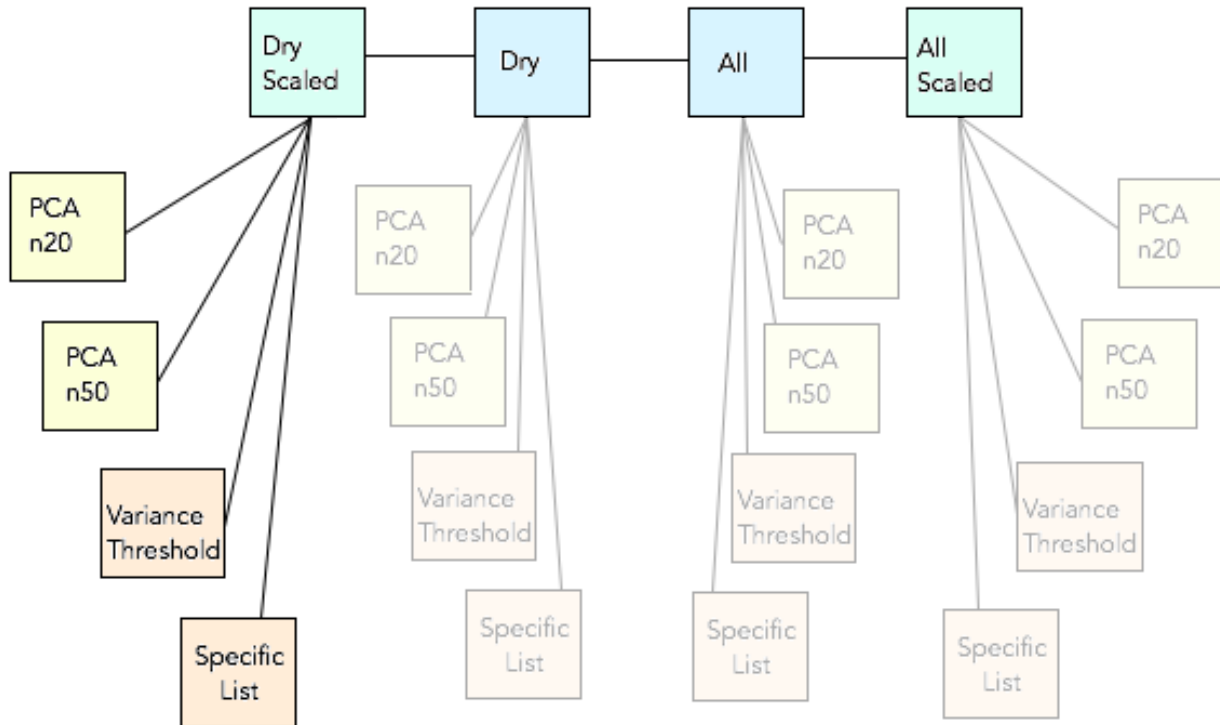 Dry
Scaled
Dry
All
All
Scaled
PCA
n20
PCA
n50
Variance
Threshold
Specific
List
PCA
n20
PCA
n50
Variance
Threshold
Specific
List
PCA
n20
PCA
n50
Variance
Threshold
Specific
List
PCA
n20
PCA
n50
Variance
Threshold
Specific
List